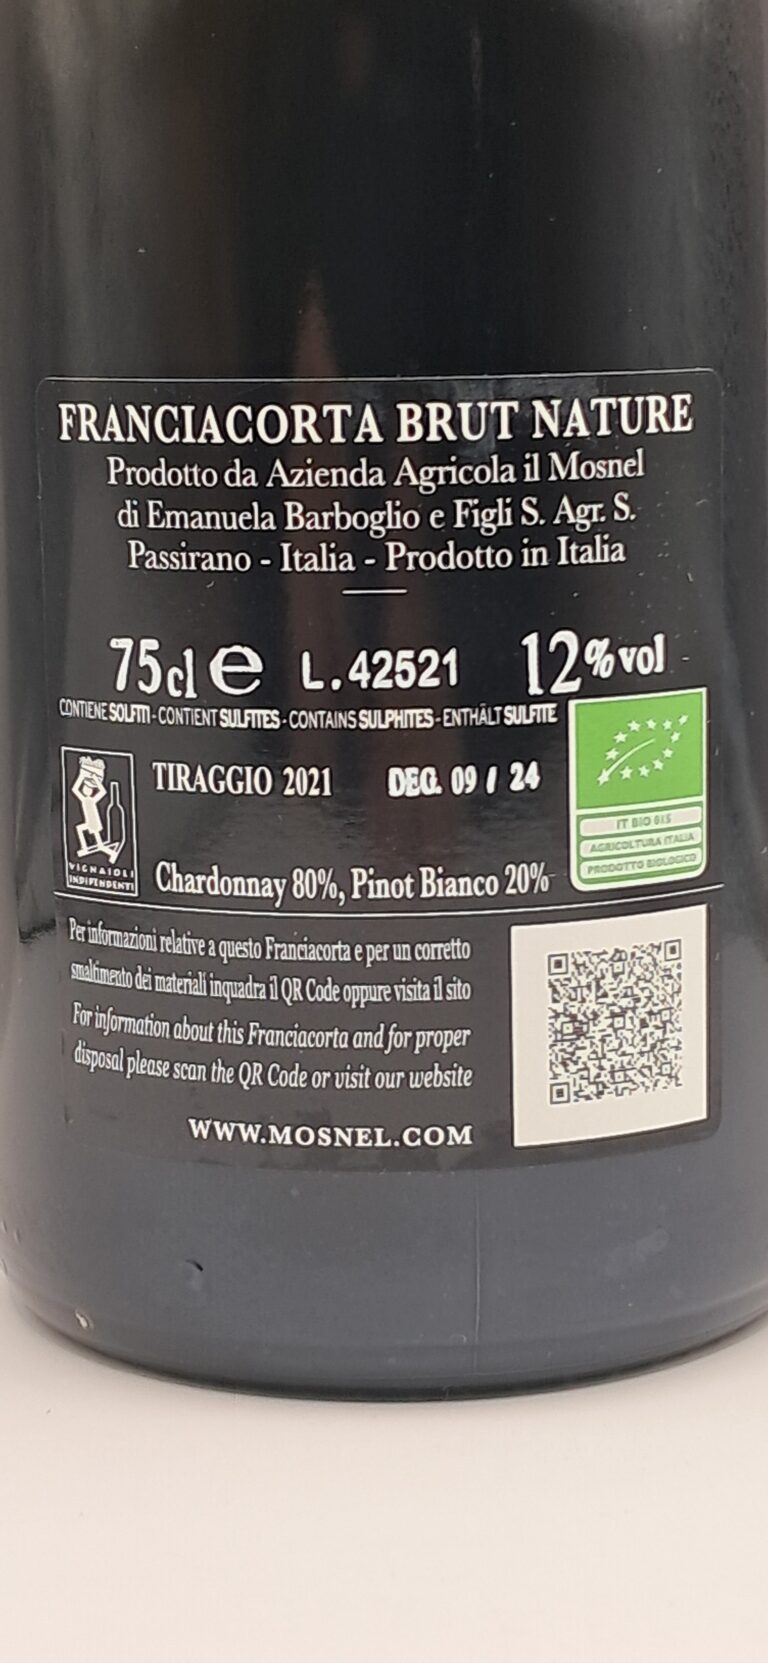 FRANCIACORTA BRUT NATURE
Prodotto da Azienda Agricola il Mosnel
di Emanuela Barboglio e Figli S. Agr. S.
Passirano - Italia - Prodotto in Italia
75cl e L.42521 12%vol
CONTIENE SOLFITI - CONTIENT SULFITES - CONTAINS SULPHITES - ENTHÄLT SULFITE
TIRAGGIO 2021 DEG. 09 / 24
VIGNAIOLI
INDIPENDENTI
IT BIO
AGRICOLTURA ITALIA
PRODOTTO BIOLOGICO
Chardonnay 80%, Pinot Bianco 20%
Per informazioni relative a questo Franciacorta e per un corretto
smaltimento dei materiali inquadra il QR Code oppure visita il sito
For information about this Franciacorta and for proper
disposal please scan the QR Code or visit our website
WWW.MOSNEL.COM